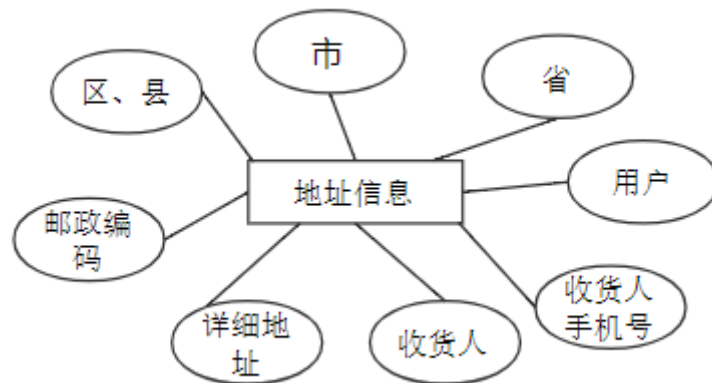 市
省
区、县
地址信息
用户
邮政编
码
收货人
手机号
详细地
址
收货人